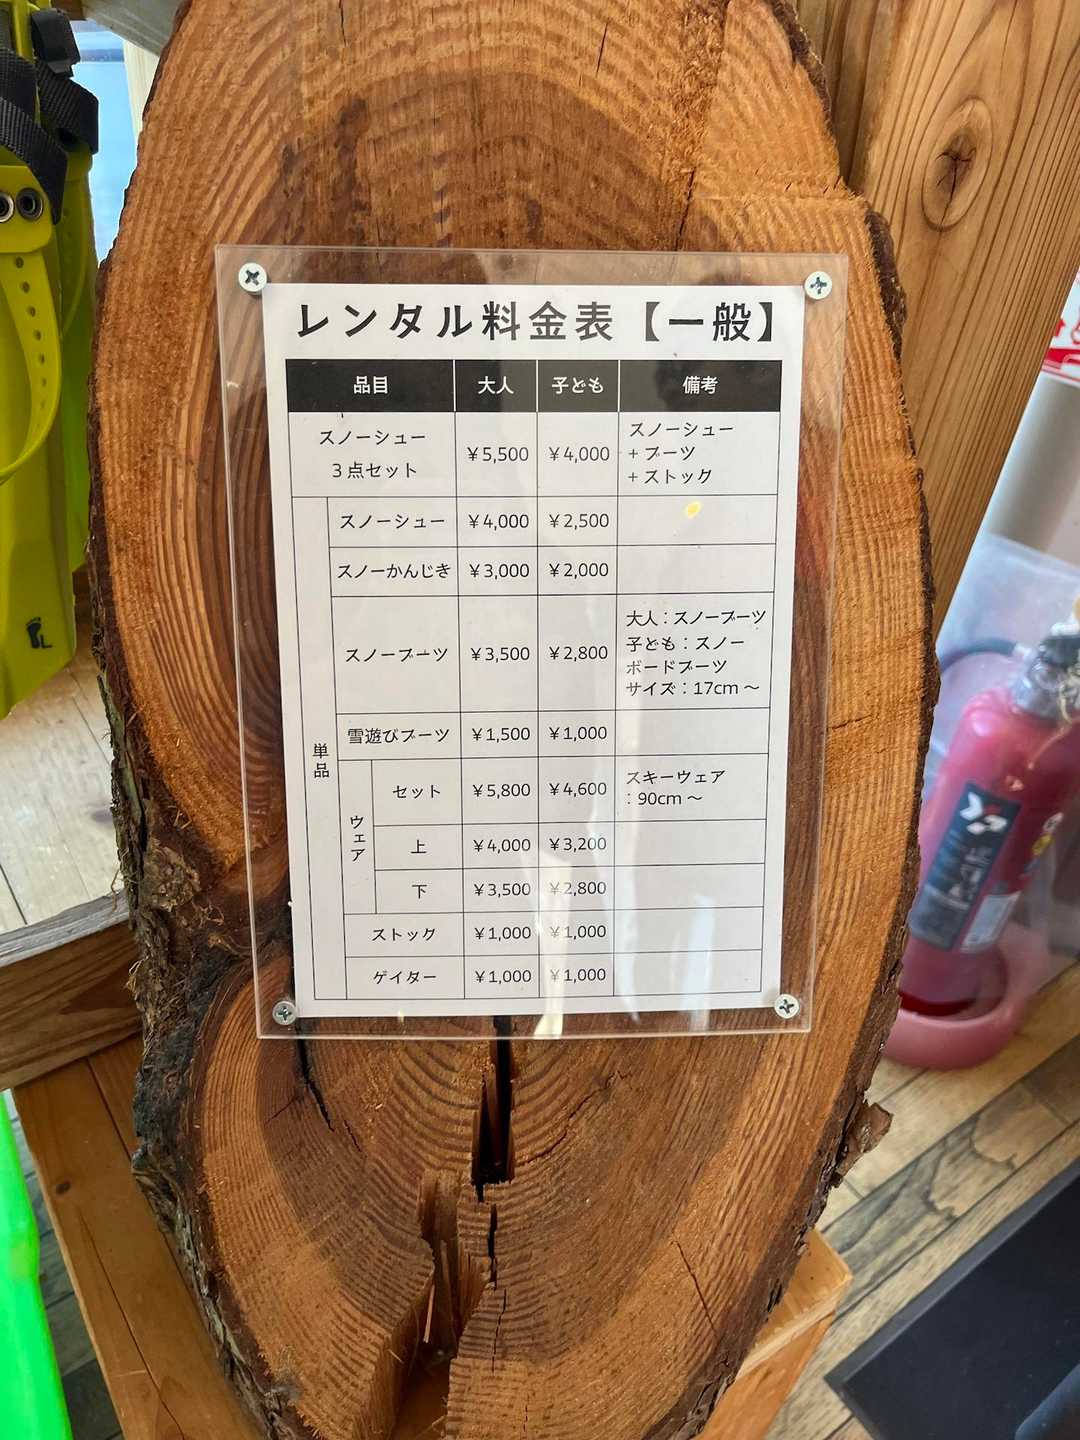 レンタル料金表【一般】
品目 大人 子ども 備考
スノーシュー
３点セット
¥5,500 ¥4,000
スノーシュー
+ ブーツ
+ ストック
単品
スノーシュー ¥4,000 ¥2,500
スノーかんじき ¥3,000 ¥2,000
スノーブーツ ¥3,500 ¥2,800
大人：スノーブーツ
子ども：スノー
ボードブーツ
サイズ：17cm ～
雪遊びブーツ ¥1,500 ¥1,000
ウェア
セット ¥5,800 ¥4,600
スキーウェア
：90cm ～
上 ¥4,000 ¥3,200
下 ¥3,500 ¥2,800
ストック ¥1,000 ¥1,000
ゲイター ¥1,000 ¥1,000
L